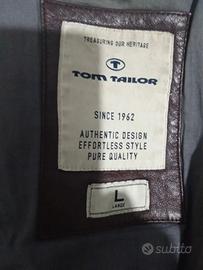 TREASURING OUR HERITAGE
TOM TAILOR
SINCE 1962
AUTHENTIC DESIGN
EFFORTLESS STYLE
PURE QUALITY
L
LARGE
subito